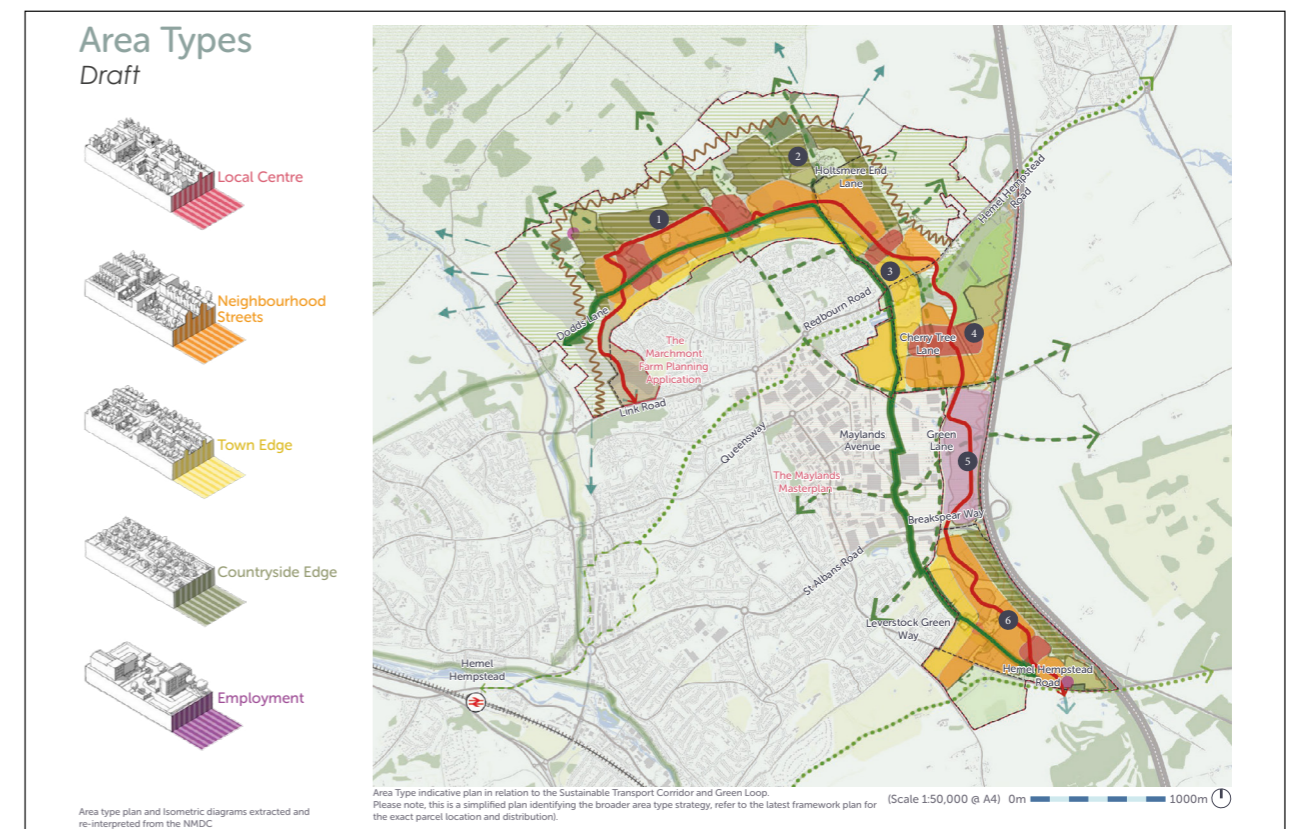 Area Types
Draft
Local Centre
Neighbourhood
Streets
Town Edge
Countryside Edge
Employment
Area type plan and Isometric diagrams extracted and
re-interpreted from the NMDC
2
Holtsmere End
Lane
Hemel Hempstead
Road
1
3
Redbourn Road
Dodds Lane
The
Marchmont
Farm Planning
Application
Cherry Tree
Lane
4
Link Road
Queensway
Maylands
Avenue
Green
Lane
5
The Maylands
Masterplan
Breakspear Way
St Albans Road
Leverstock Green
Way
6
Hemel
Hempstead
Hemel Hempstead
Road
Area Type indicative plan in relation to the Sustainable Transport Corridor and Green Loop.
Please note, this is a simplified plan identifying the broader area type strategy, refer to the latest framework plan for
the exact parcel location and distribution).
(Scale 1:50,000 @ A4) 0m 1000m